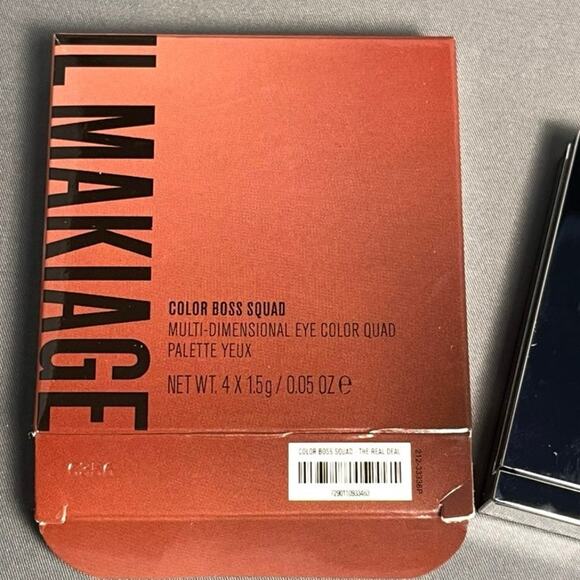 IL MAKIAGE
COLOR BOSS SQUAD
MULTI-DIMENSIONAL EYE COLOR QUAD
PALETTE YEUX
NET WT. 4 X 1.5g / 0.05 OZ ℮
COLOR BOSS SQUAD - THE REAL DEAL
7290110933463